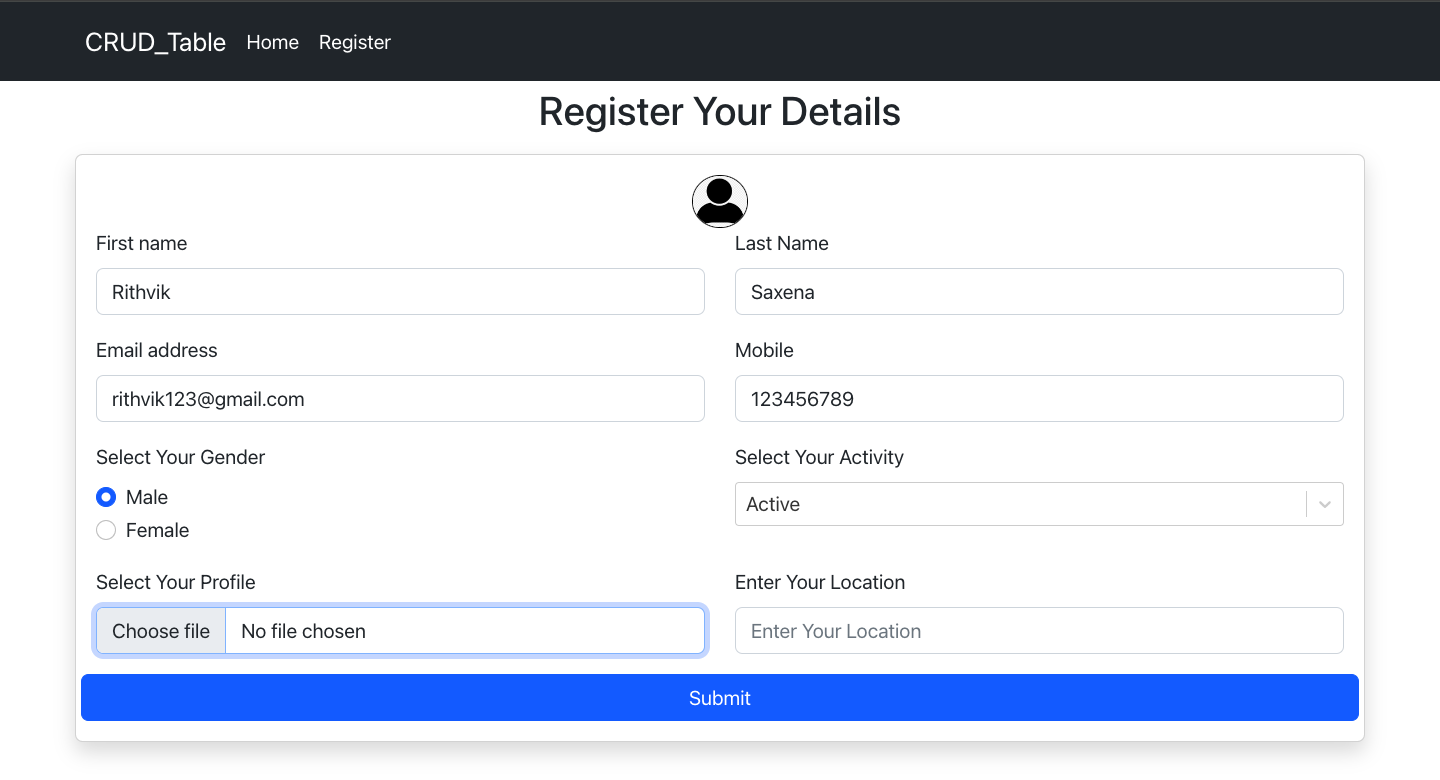 CRUD_Table Home Register
Register Your Details
First name Last Name
Rithvik Saxena
Email address Mobile
rithvik123@gmail.com 123456789
Select Your Gender Select Your Activity
Male Active
Female
Select Your Profile Enter Your Location
Choose file No file chosen Enter Your Location
Submit